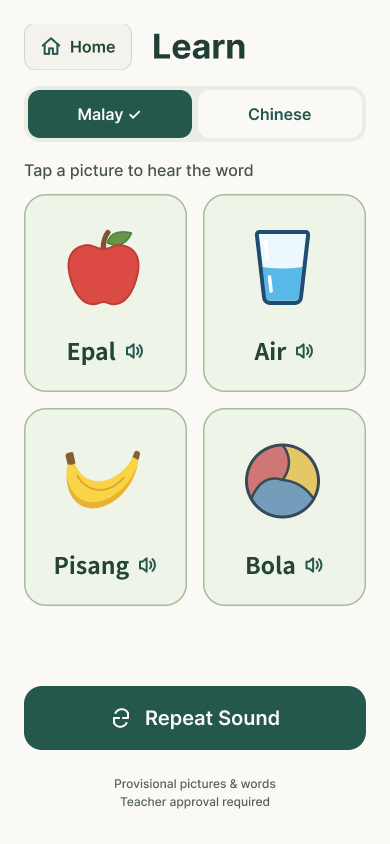 Home
Learn
Malay ✓
Chinese
Tap a picture to hear the word
Epal
Air
Pisang
Bola
Repeat Sound
Provisional pictures & words
Teacher approval required